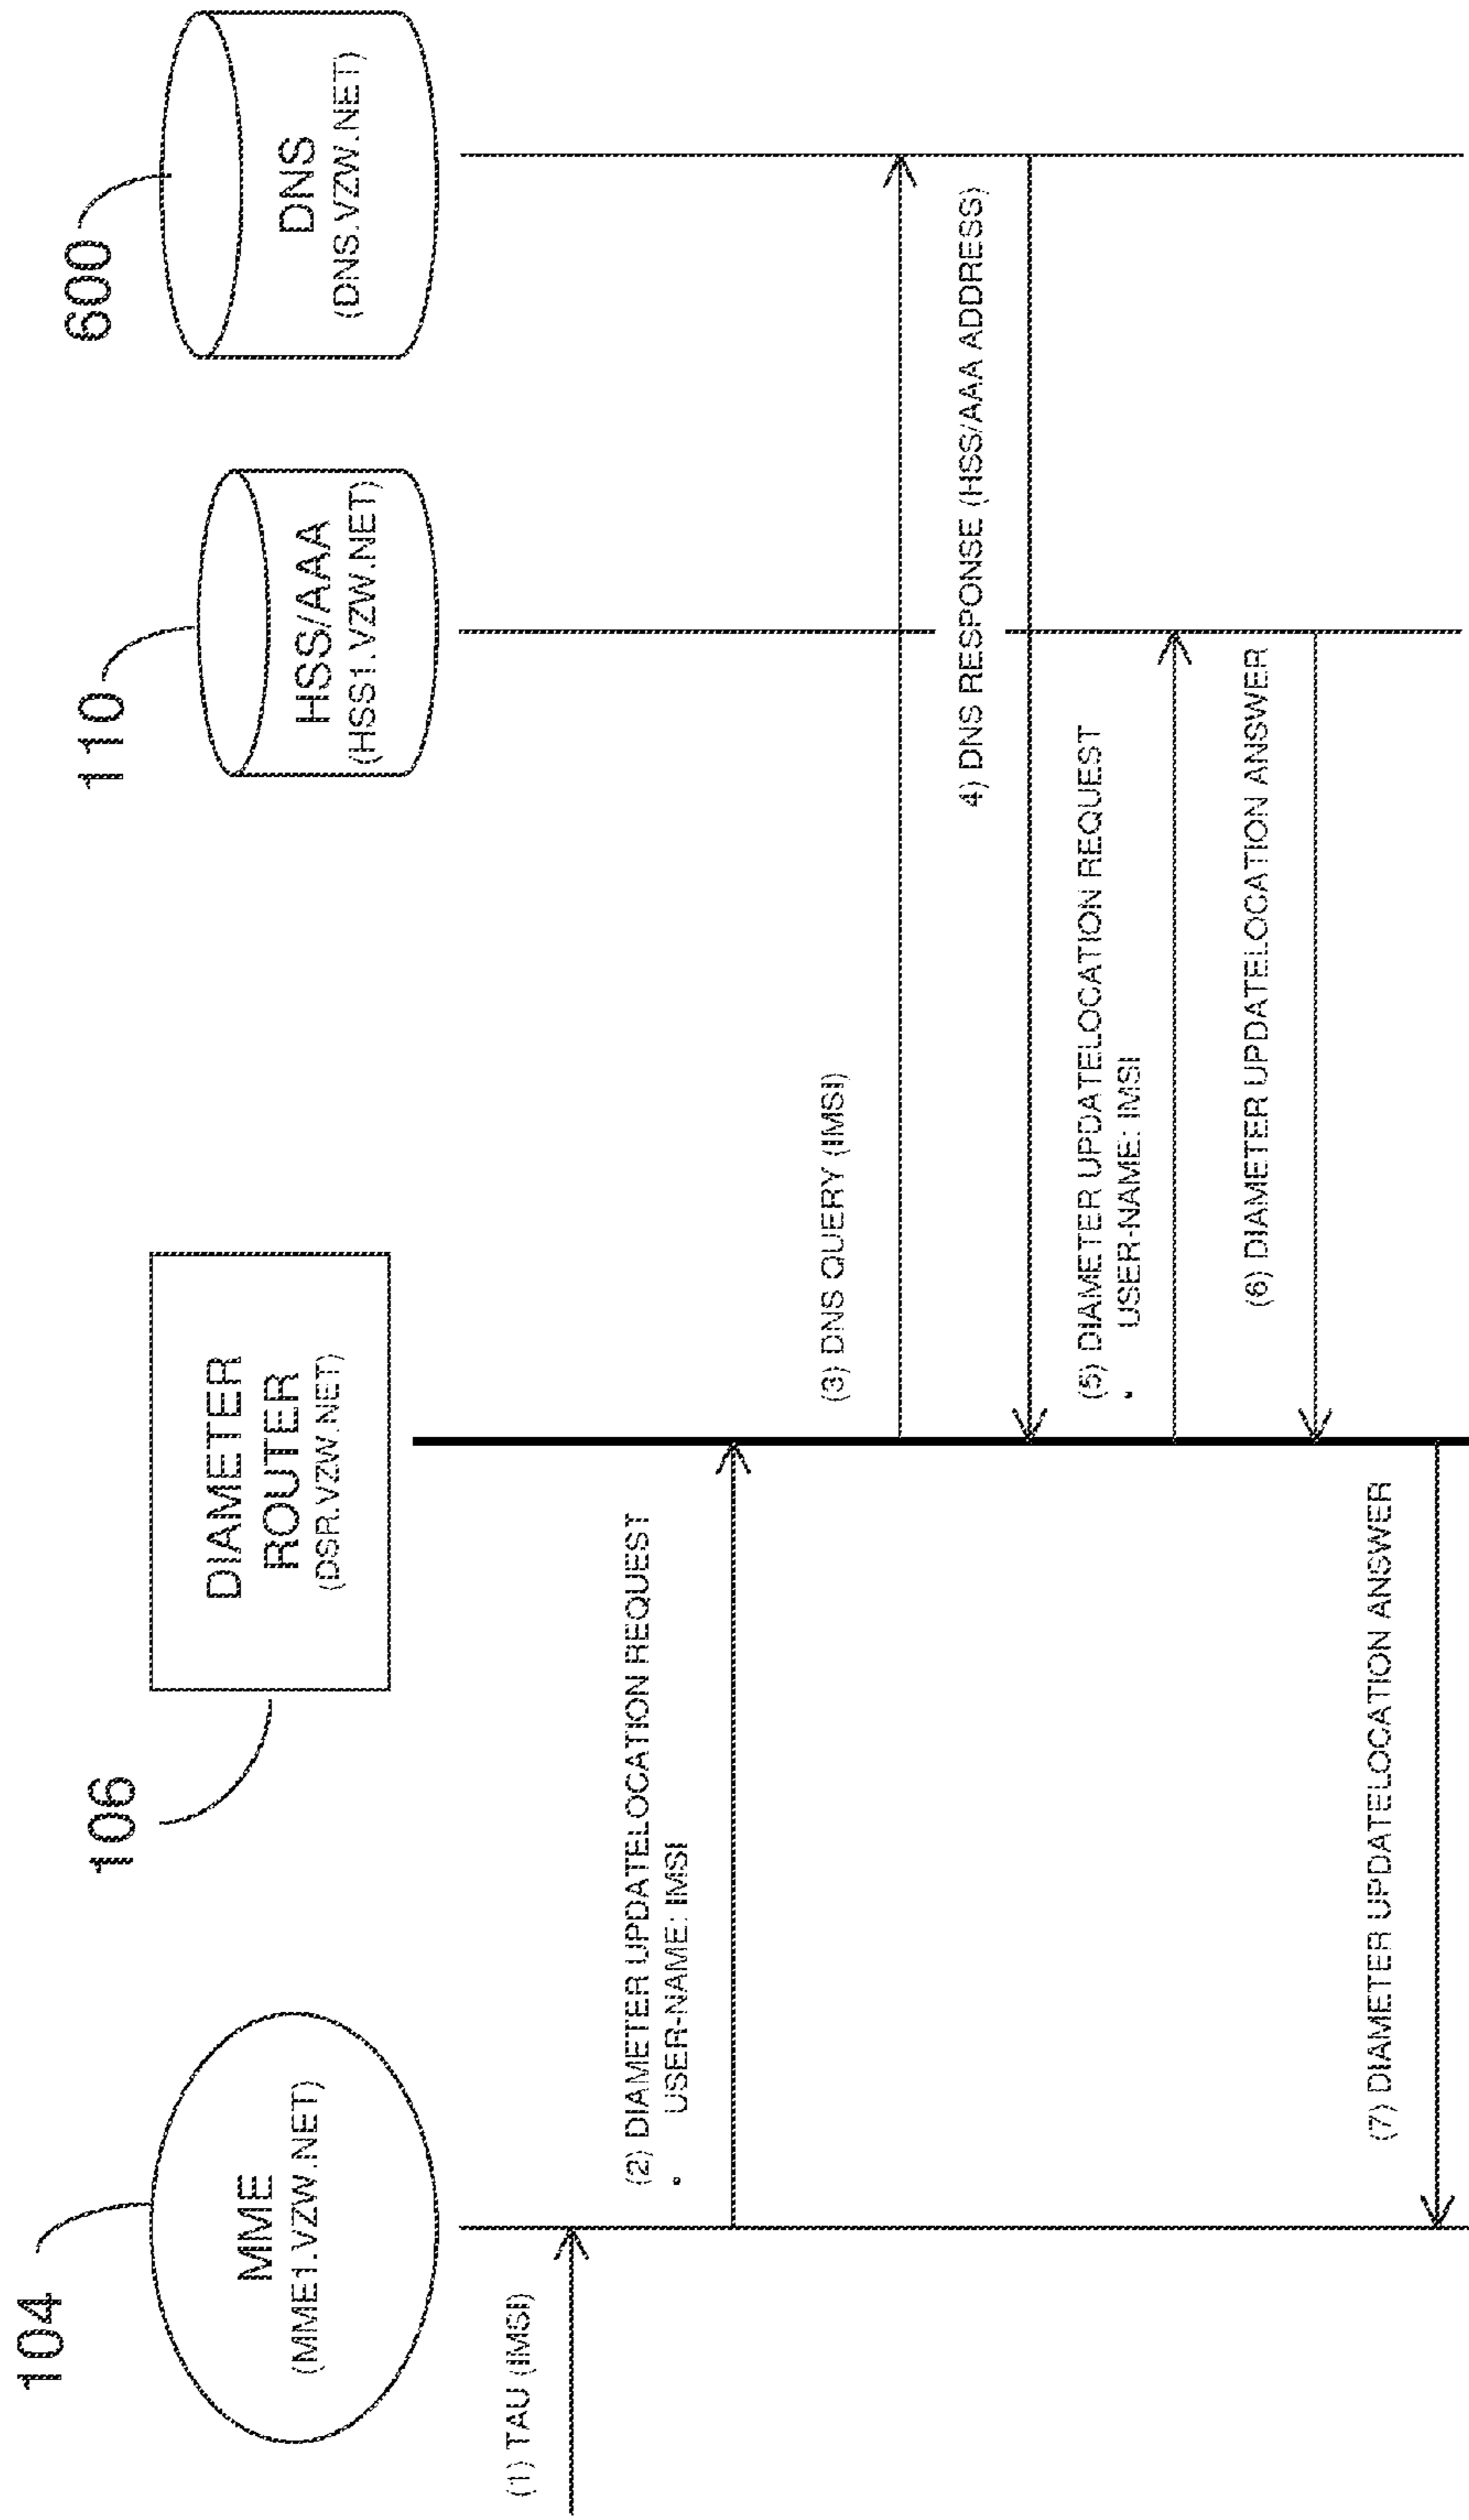 104
MME
(MME1.VZW.NET)
106
DIAMETER
ROUTER
(DSR.VZW.NET)
110
HSS/AAA
(HSS1.VZW.NET)
600
DNS
(DNS.VZW.NET)
(1) TAU (IMSI)
(2) DIAMETER UPDATELOCATION REQUEST
• USER-NAME: IMSI
(3) DNS QUERY (IMSI)
4) DNS RESPONSE (HSS/AAA ADDRESS)
(5) DIAMETER UPDATELOCATION REQUEST
• USER-NAME: IMSI
(6) DIAMETER UPDATELOCATION ANSWER
(7) DIAMETER UPDATELOCATION ANSWER